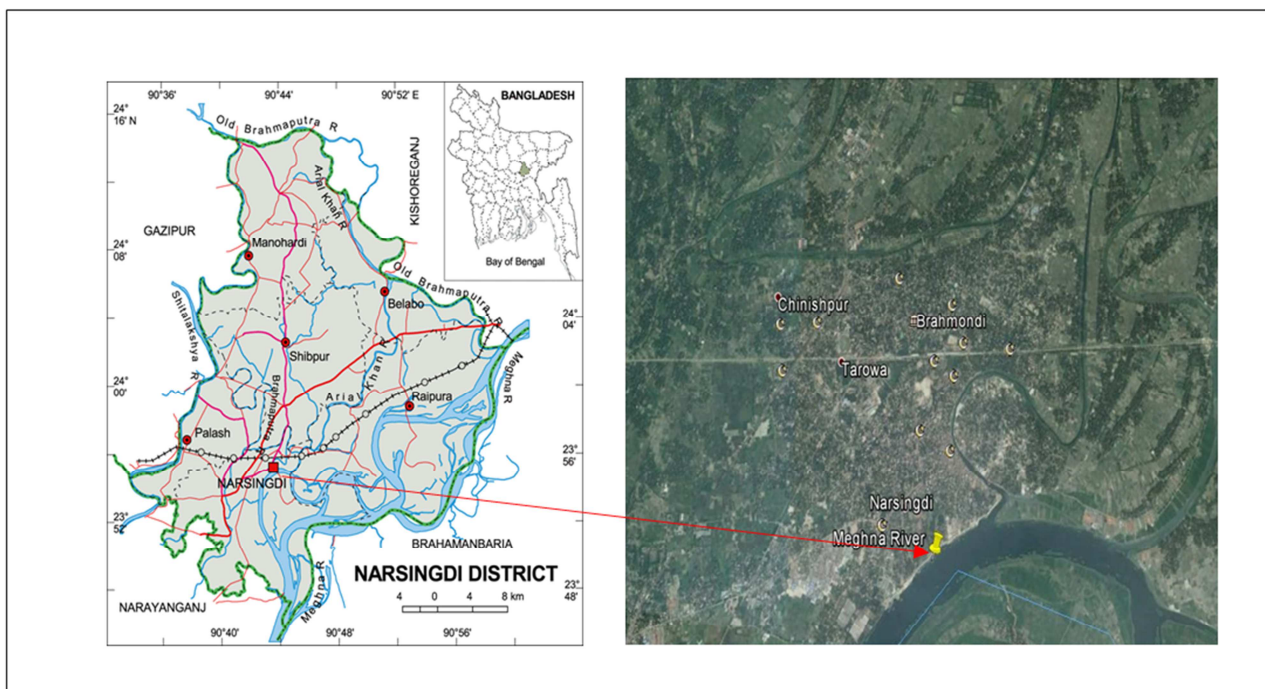 90°36'
90°44'
90°52' E
24°
16' N
BANGLADESH
Bay of Bengal
Old Brahmaputra R
Arial Khan R
KISHOREGANJ
GAZIPUR
Manohardi
24°
08'
Old Brahmaputra R
Belabo
Shitalakshya R
24°
04'
Shibpur
Meghna R
24°
00'
Brahmaputra R
Arial Khan R
Raipura
Palash
23°
56'
NARSINGDI
23°
52'
BRAHAMANBARIA
NARSINGDI DISTRICT
Meghna R
23°
48'
4 0 4 8 km
NARAYANGANJ
90°40'
90°48'
90°56'
Chinishpur
Brahmondi
Tarowa
Narsingdi
Meghna River